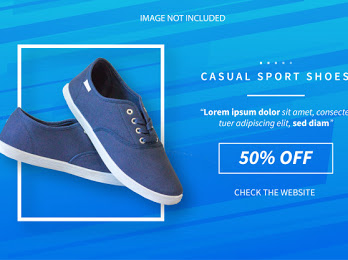 IMAGE NOT INCLUDED
CASUAL SPORT SHOES
"Lorem ipsum dolor sit amet, consecte
tuer adipiscing elit, sed diam"
50% OFF
CHECK THE WEBSITE